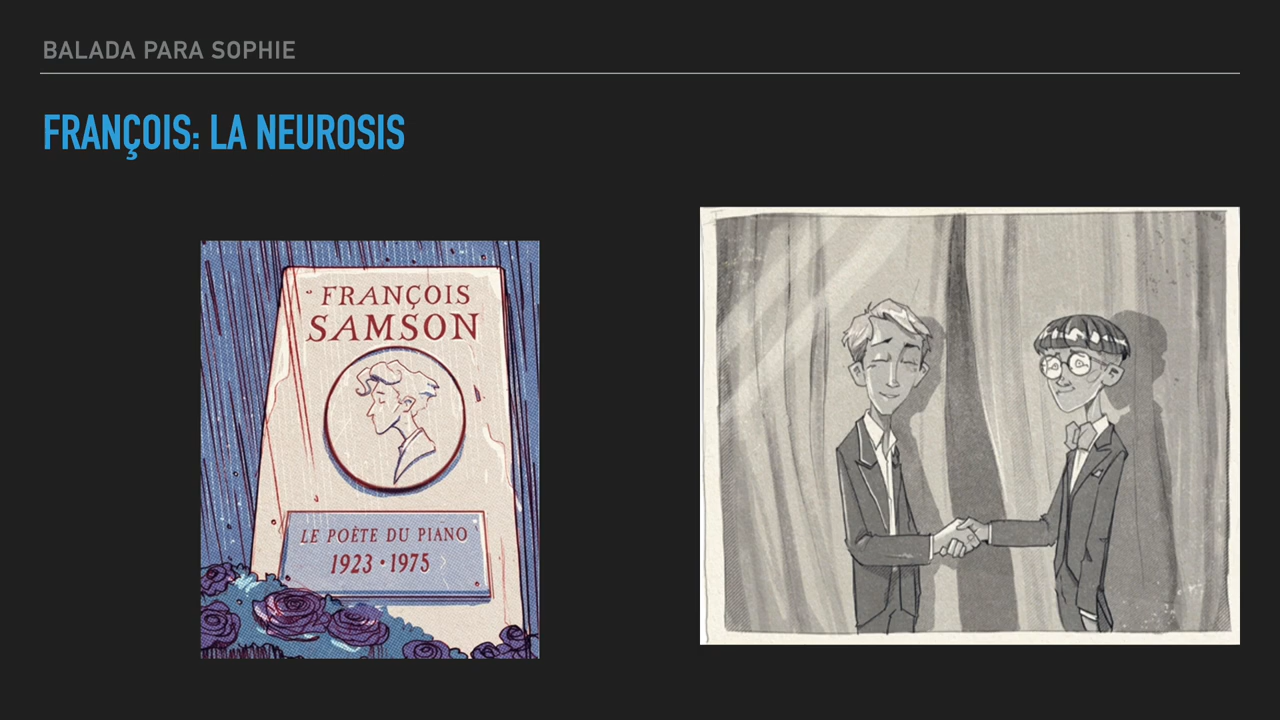 BALADA PARA SOPHIE
FRANÇOIS: LA NEUROSIS
FRANÇOIS
SAMSON
LE POÈTE DU PIANO
1923 • 1975